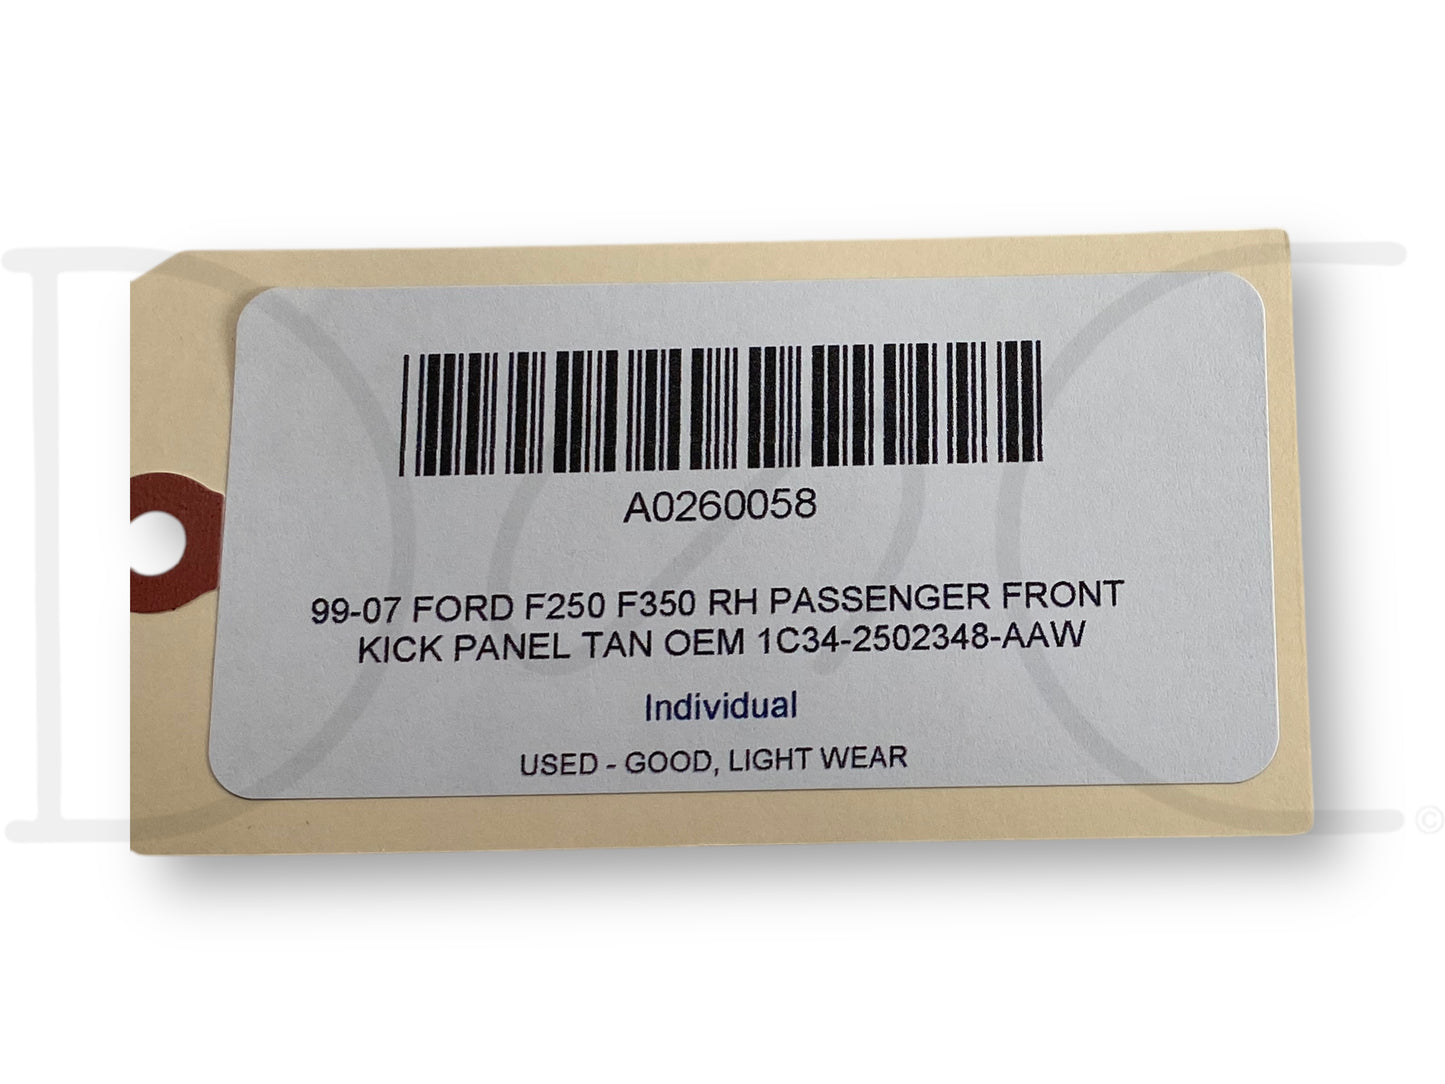 A0260058
99-07 FORD F250 F350 RH PASSENGER FRONT
KICK PANEL TAN OEM 1C34-2502348-AAW
Individual
USED - GOOD, LIGHT WEAR
©